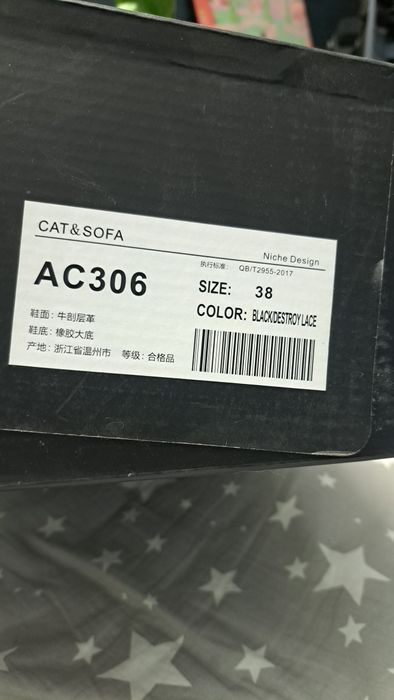 CAT&SOFA
Niche Design
执行标准: QB/T2955-2017
AC306
SIZE: 38
COLOR: BLACK/DESTROY LACE
鞋面: 牛剖层革
鞋底: 橡胶大底
产地: 浙江省温州市 等级: 合格品